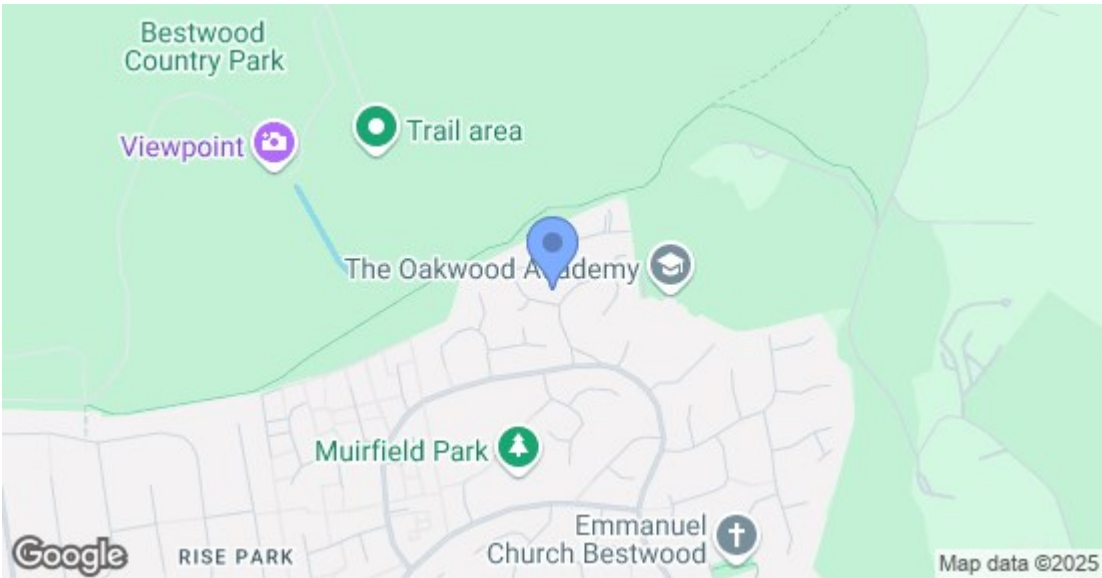 Bestwood
Country Park
Viewpoint
Trail area
The Oakwood Academy
Muirfield Park
Emmanuel
Church Bestwood
RISE PARK
Google
Map data ©2025